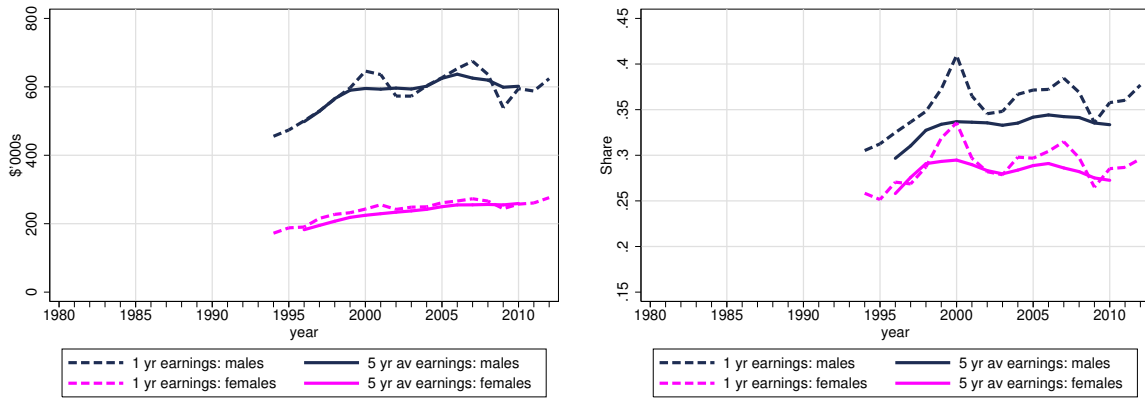 800
600
400
200
0
$'000s
1980 1985 1990 1995 2000 2005 2010
year
1 yr earnings: males 5 yr av earnings: males
1 yr earnings: females 5 yr av earnings: females
.45
.4
.35
.3
.25
.2
.15
Share
1980 1985 1990 1995 2000 2005 2010
year
1 yr earnings: males 5 yr av earnings: males
1 yr earnings: females 5 yr av earnings: females